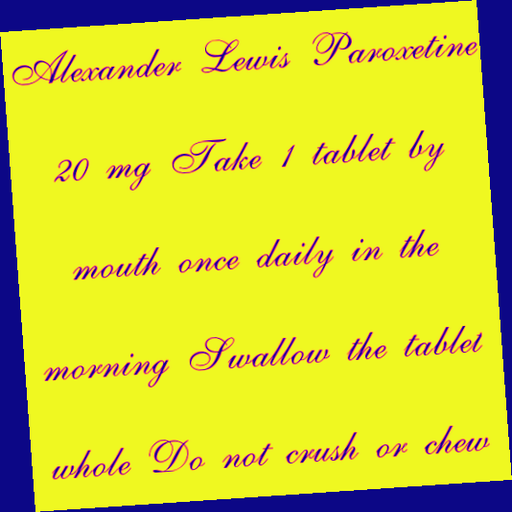 Alexander Lewis Paroxetine
20 mg Take 1 tablet by
mouth once daily in the
morning Swallow the tablet
whole Do not crush or chew